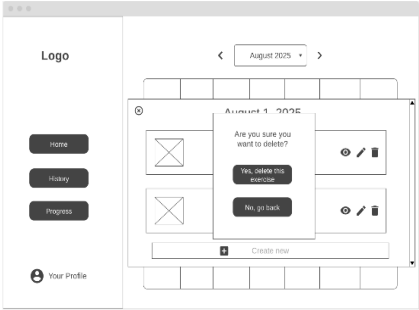 Logo
August 2025
August 1, 2025
Are you sure you
want to delete?
Home
Yes, delete this
exercise
History
No, go back
Progress
Create new
Your Profile